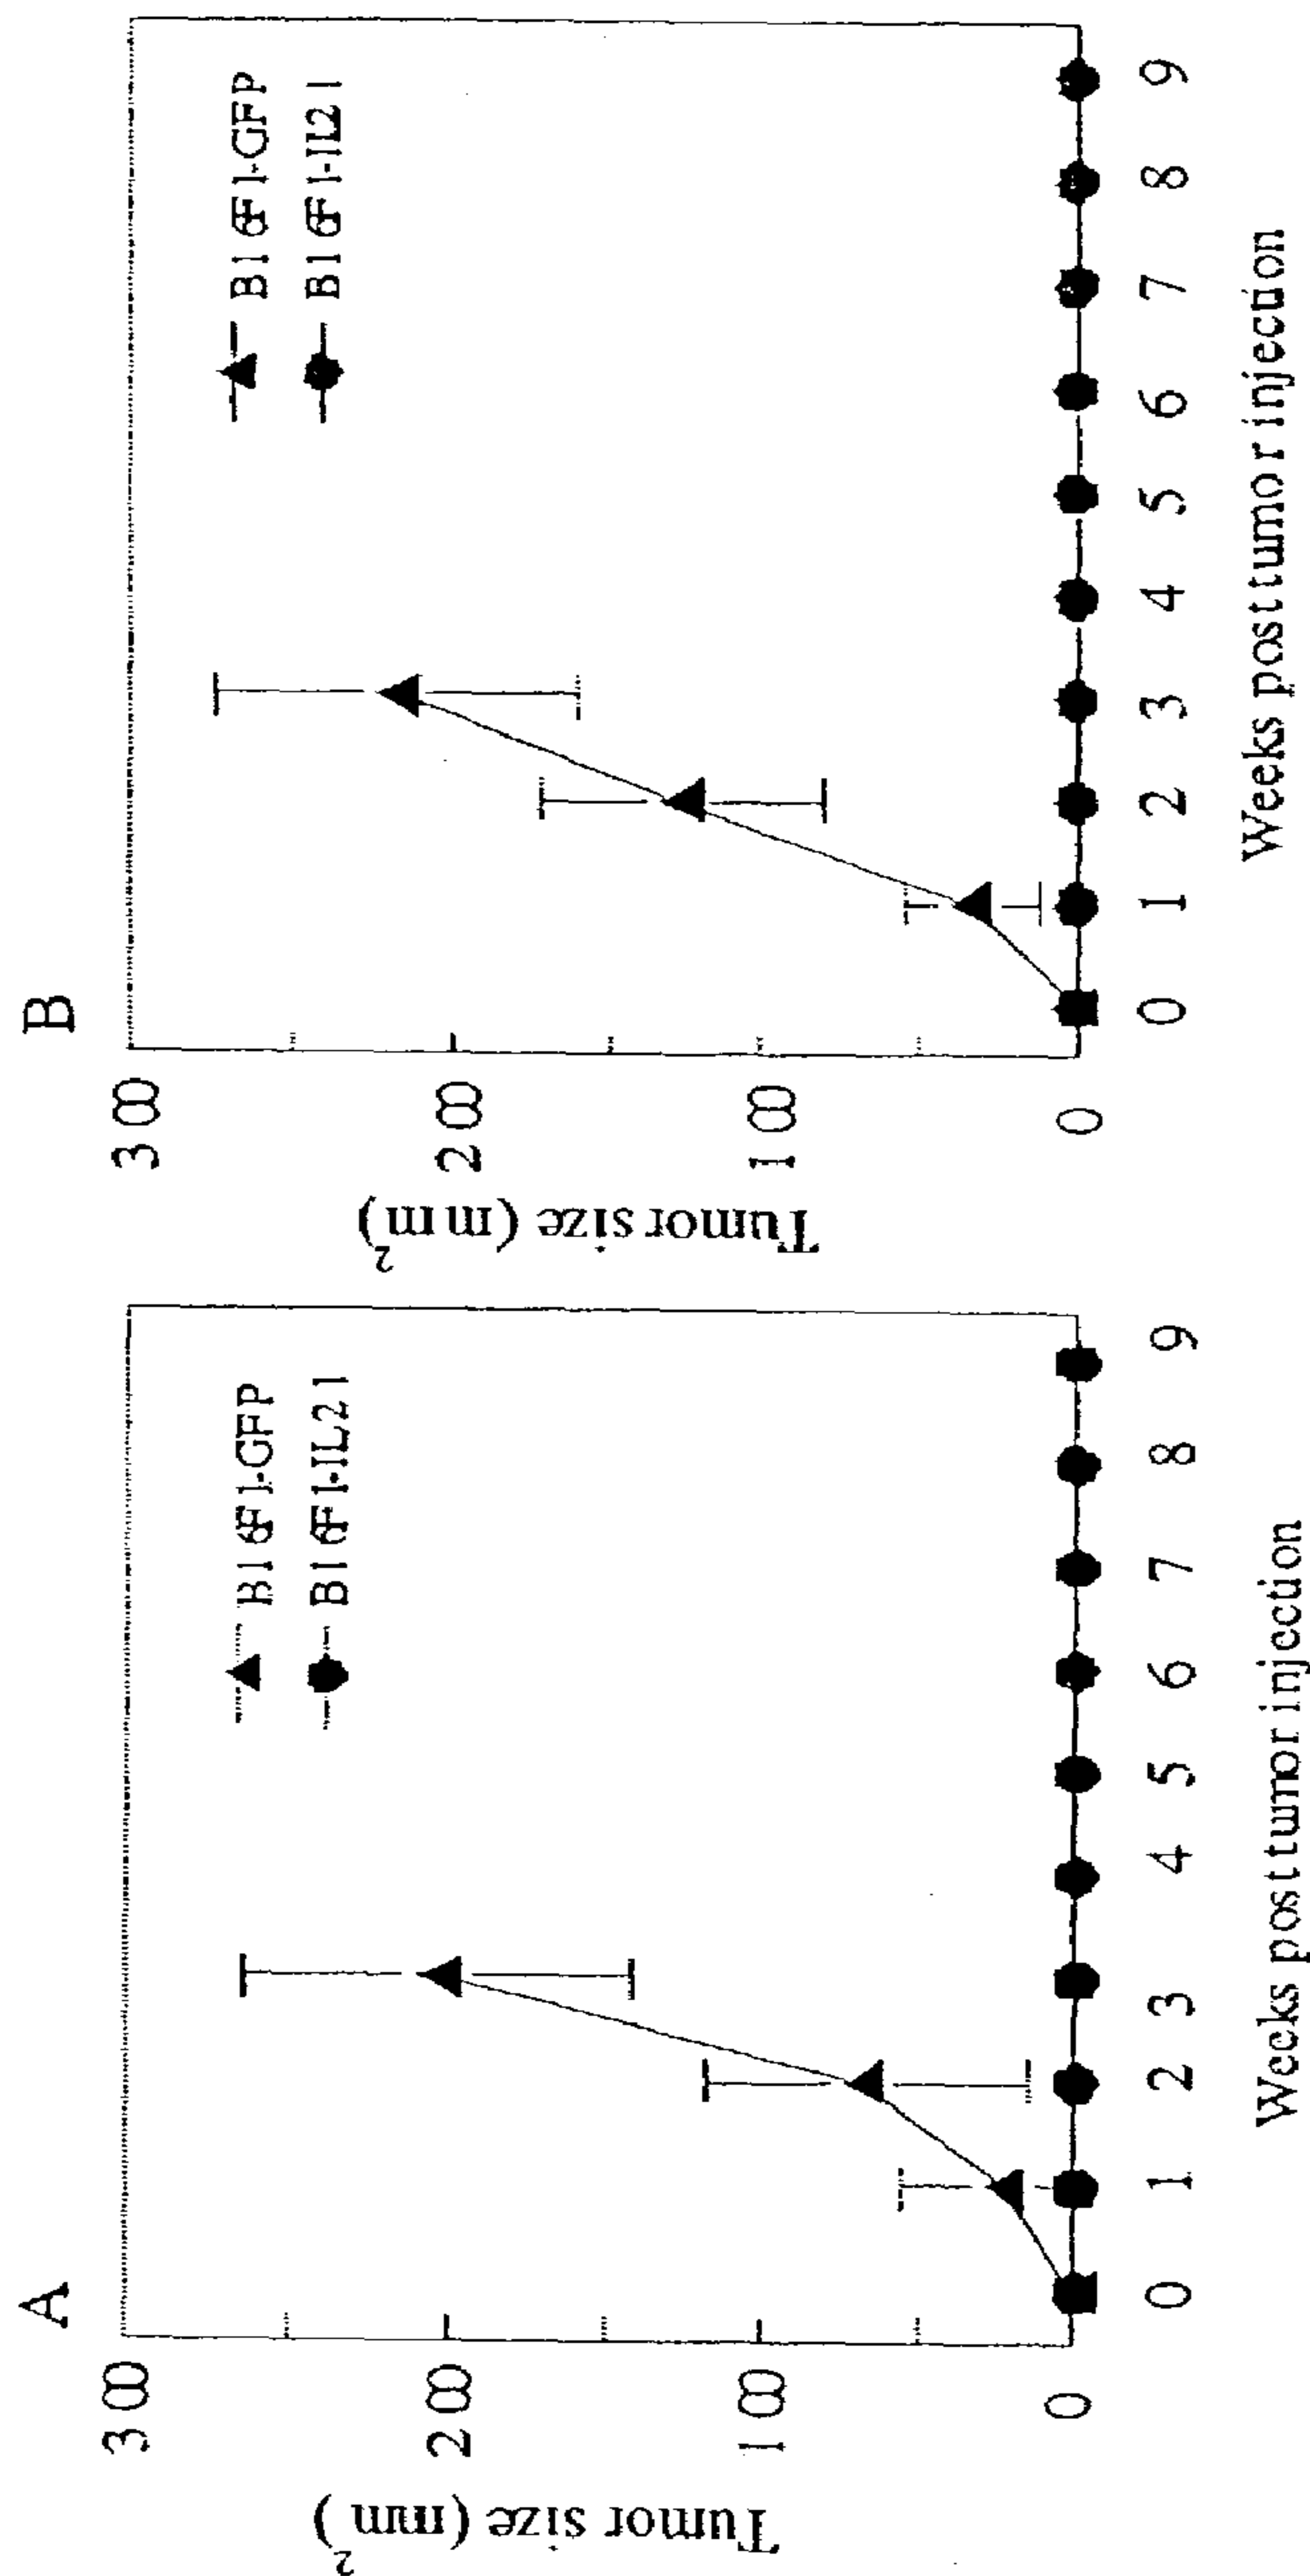 A
Tumor size (mm2)
300
200
100
0
B16F1-GFP
B16F1-IL21
0 1 2 3 4 5 6 7 8 9
Weeks post tumor injection
B
Tumor size (mm2)
300
200
100
0
B16F1-GFP
B16F1-IL21
0 1 2 3 4 5 6 7 8 9
Weeks post tumor injection